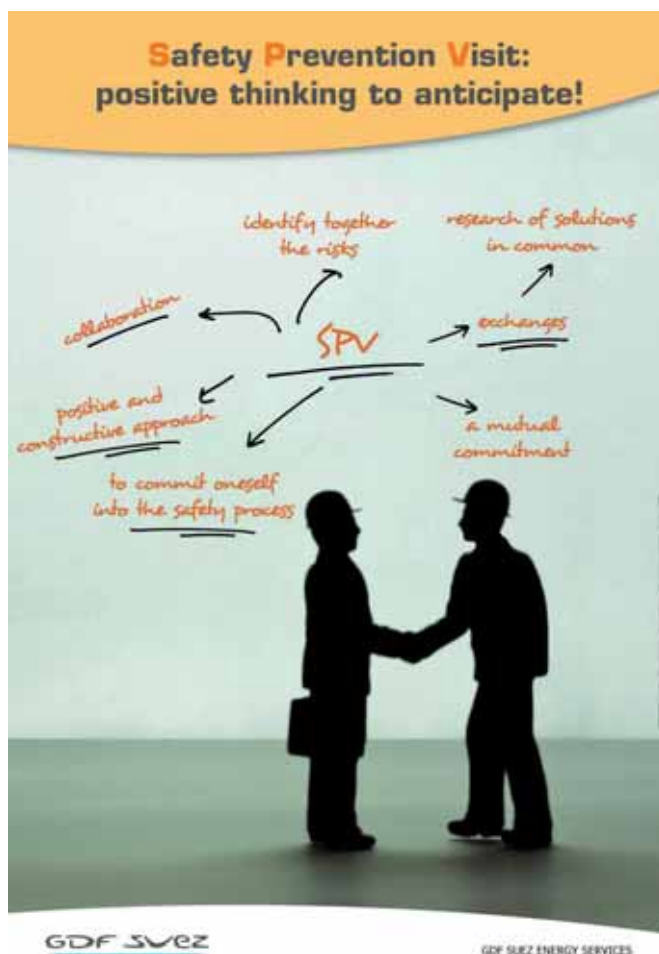 Safety Prevention Visit:
positive thinking to anticipate!
identify together
the risks
research of solutions
in common
collaboration
SPV
exchanges
positive and
constructive approach
a mutual
commitment
to commit oneself
into the safety process
GDF SUEZ
GDF SUEZ ENERGY SERVICES